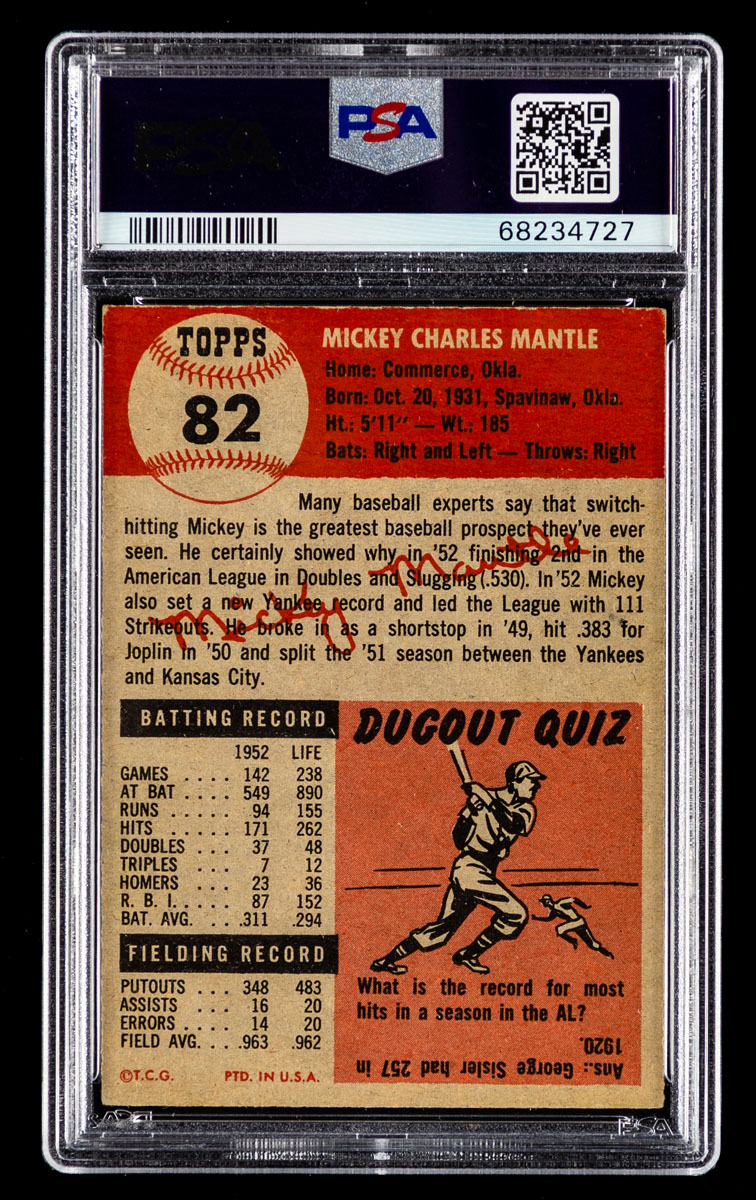 PSA
PSA
68234727
TOPPS
82
MICKEY CHARLES MANTLE
Home: Commerce, Okla.
Born: Oct. 20, 1931, Spavinaw, Okla.
Ht.: 5'11" — Wt.: 185
Bats: Right and Left — Throws: Right
Many baseball experts say that switch-
hitting Mickey is the greatest baseball prospect they've ever
seen. He certainly showed why in '52 finishing 2nd in the
American League in Doubles and Slugging (.530). In '52 Mickey
also set a new Yankee record and led the League with 111
Strikeouts. He broke in as a shortstop in '49, hit .383 for
Joplin in '50 and split the '51 season between the Yankees
and Kansas City.
Mickey Mantle
BATTING RECORD
1952 LIFE
GAMES .... 142 238
AT BAT .... 549 890
RUNS .... 94 155
HITS ..... 171 262
DOUBLES ... 37 48
TRIPLES ... 7 12
HOMERS ... 23 36
R. B. I. .... 87 152
BAT. AVG. ... .311 .294
FIELDING RECORD
PUTOUTS ... 348 483
ASSISTS ... 16 20
ERRORS ... 14 20
FIELD AVG. ... .963 .962
©T.C.G. PTD. IN U.S.A.
DUGOUT QUIZ
What is the record for most
hits in a season in the AL?
Ans.: George Sisler had 257 in
1920.
PSA